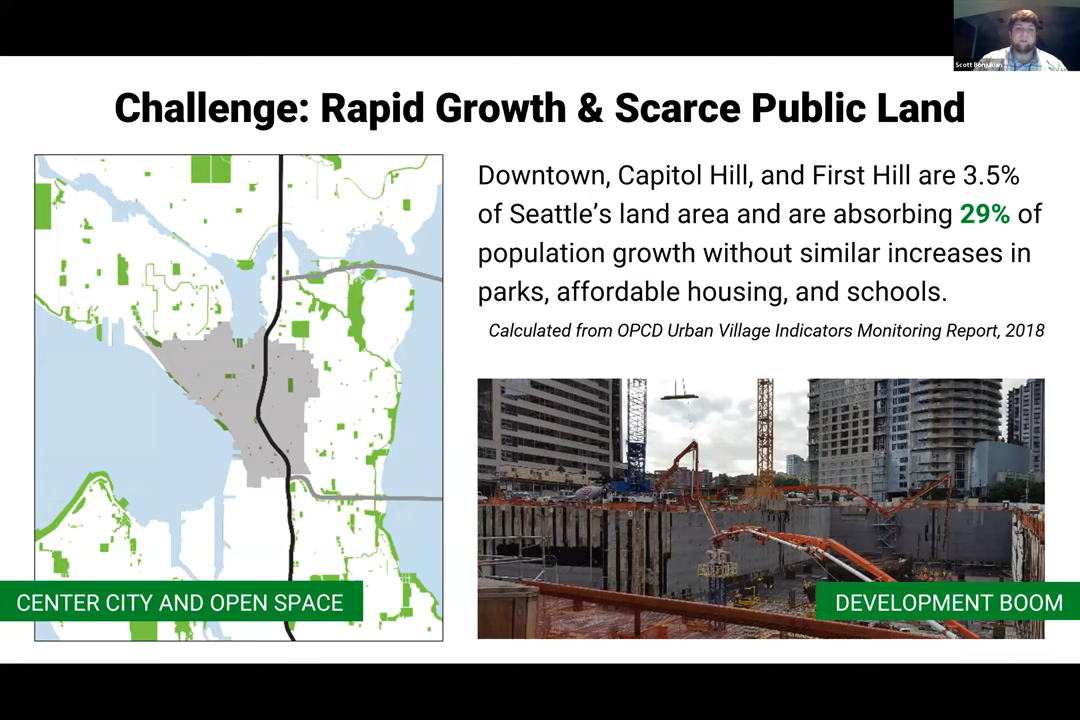 Scott Bonjukian
Challenge: Rapid Growth & Scarce Public Land
Downtown, Capitol Hill, and First Hill are 3.5%
of Seattle's land area and are absorbing 29% of
population growth without similar increases in
parks, affordable housing, and schools.
Calculated from OPCD Urban Village Indicators Monitoring Report, 2018
CENTER CITY AND OPEN SPACE
DEVELOPMENT BOOM